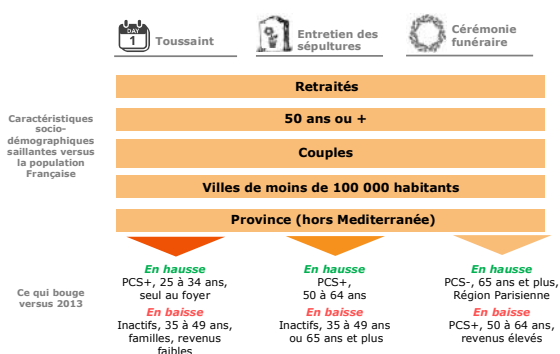 DAY
1
Toussaint
Entretien des
sépultures
Cérémonie
funéraire
Caractéristiques
socio-
démographiques
saillantes versus
la population
Française
Retraités
50 ans ou +
Couples
Villes de moins de 100 000 habitants
Province (hors Mediterranée)
Ce qui bouge
versus 2013
En hausse
PCS+, 25 à 34 ans,
seul au foyer
En baisse
Inactifs, 35 à 49 ans,
familles, revenus
faibles
En hausse
PCS+,
50 à 64 ans
En baisse
Inactifs, 35 à 49 ans
ou 65 ans et plus
En hausse
PCS-, 65 ans et plus,
Région Parisienne
En baisse
PCS+, 50 à 64 ans,
revenus élevés